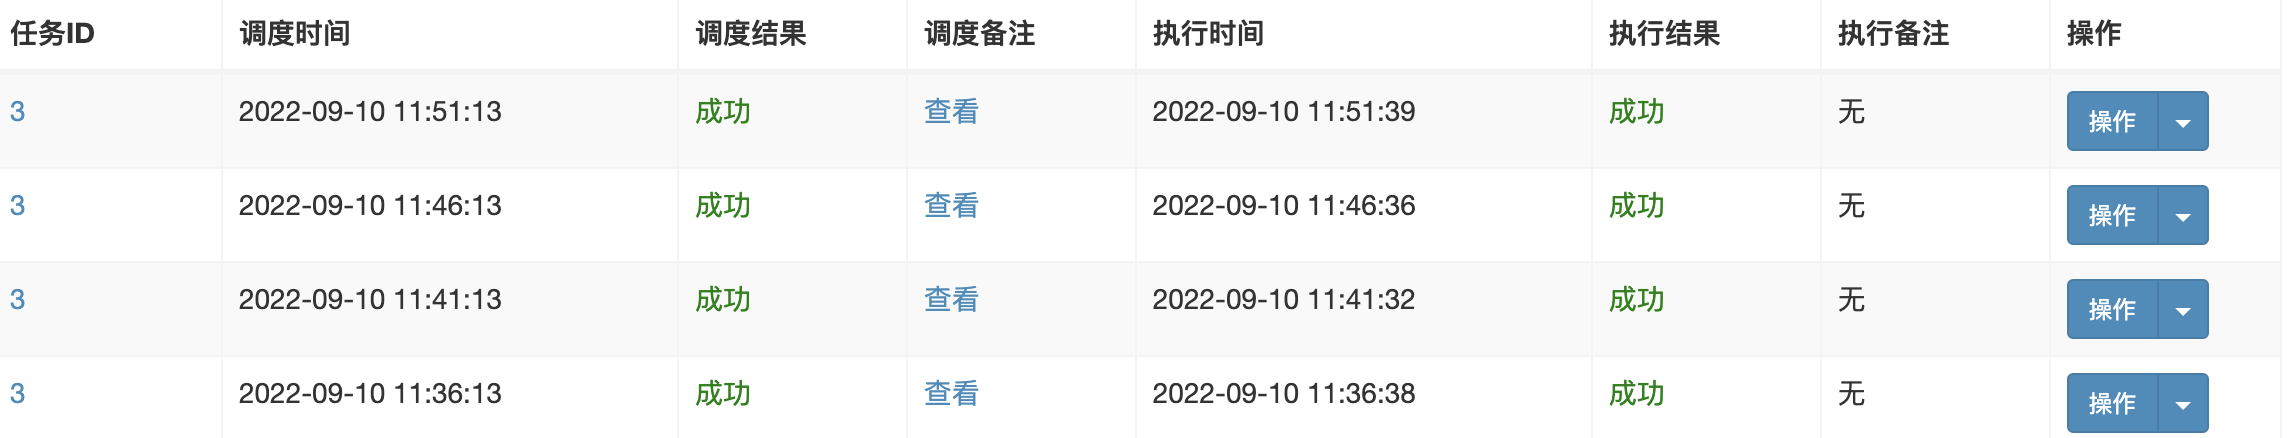 任务ID 调度时间 调度结果 调度备注 执行时间 执行结果 执行备注 操作
3 2022-09-10 11:51:13 成功 查看 2022-09-10 11:51:39 成功 无 操作
3 2022-09-10 11:46:13 成功 查看 2022-09-10 11:46:36 成功 无 操作
3 2022-09-10 11:41:13 成功 查看 2022-09-10 11:41:32 成功 无 操作
3 2022-09-10 11:36:13 成功 查看 2022-09-10 11:36:38 成功 无 操作